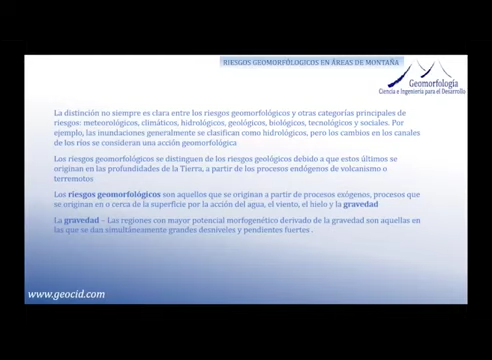 RIESGOS GEOMORFÓLOGICOS EN ÁREAS DE MONTAÑA
Geomorfología
Ciencia e Ingeniería para el Desarrollo
La distinción no siempre es clara entre los riesgos geomorfológicos y otras categorías principales de
riesgos: meteorológicos, climáticos, hidrológicos, geológicos, biológicos, tecnológicos y sociales. Por
ejemplo, las inundaciones generalmente se clasifican como hidrológicos, pero los cambios en los canales
de los ríos se consideran una acción geomorfológica
Los riesgos geomorfológicos se distinguen de los riesgos geológicos debido a que estos últimos se
originan en las profundidades de la Tierra, a partir de los procesos endógenos de volcanismo o
terremotos
Los riesgos geomorfológicos son aquellos que se originan a partir de procesos exógenos, procesos que
se originan en o cerca de la superficie por la acción del agua, el viento, el hielo y la gravedad
La gravedad – Las regiones con mayor potencial morfogenético derivado de la gravedad son aquellas en
las que se dan simultáneamente grandes desniveles y pendientes fuertes .
www.geocid.com